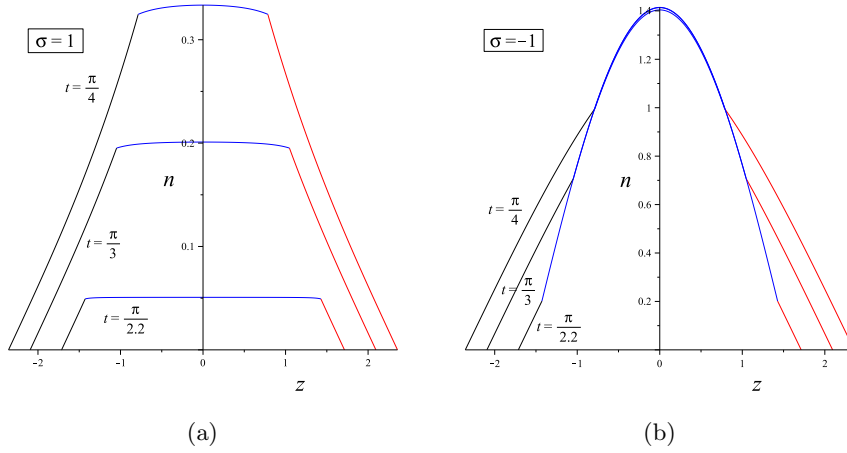 σ = 1
0.3
t = π/4
0.2
n
t = π/3
0.1
t = π/2.2
−2 −1 0 1 2
z
(a)
σ = −1
1.4
1.2
1
0.8
n
t = π/4
0.6
0.4
t = π/3
0.2
t = π/2.2
−2 −1 0 1 2
z
(b)